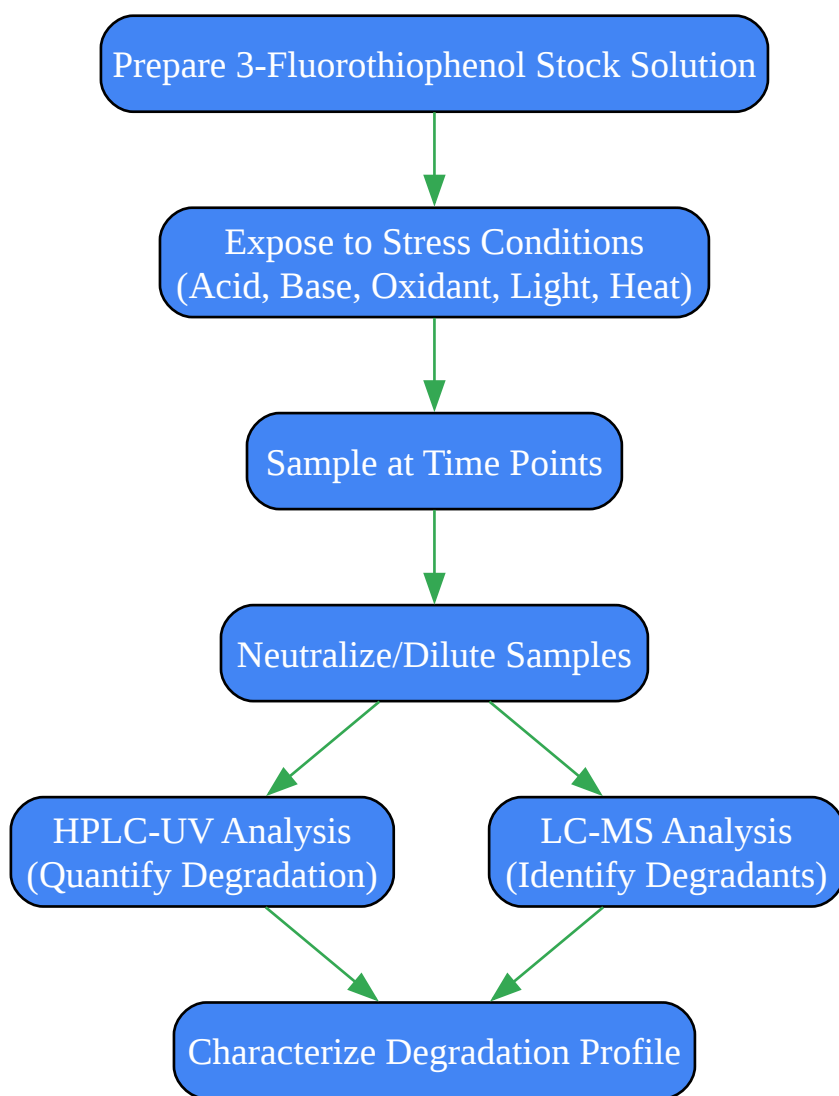 Prepare 3-Fluorothiophenol Stock Solution
Expose to Stress Conditions
(Acid, Base, Oxidant, Light, Heat)
Sample at Time Points
Neutralize/Dilute Samples
HPLC-UV Analysis
(Quantify Degradation)
LC-MS Analysis
(Identify Degradants)
Characterize Degradation Profile